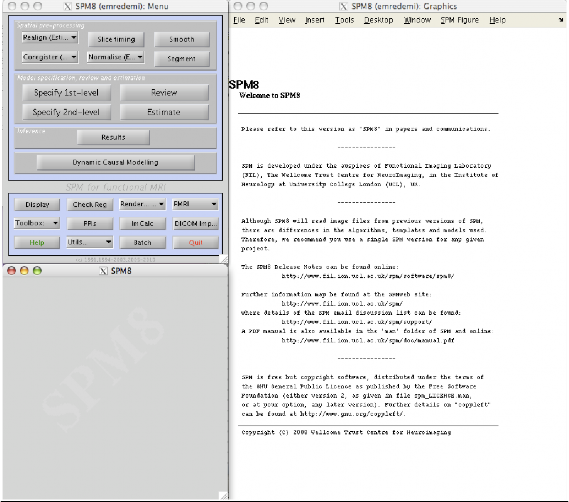 SPM8 (emredemi): Menu
Spatial pre-processing
Realign (Esti...
Slice timing
Smooth
Coregister (...
Normalise (E...
Segment
Model specification, review and estimation
Specify 1st-level
Review
Specify 2nd-level
Estimate
Inference
Results
Dynamic Causal Modelling
SPM for functional MRI
Display
Check Reg
Render...
FMRI
Toolbox:
PPIs
ImCalc
DICOM Imp...
Help
Utils...
Batch
Quit
SPM8
SPM8 (emredemi): Graphics
File Edit View Insert Tools Desktop Window SPM Figure Help
SPM8
Welcome to SPM8
Please refer to this version as "SPM8" in papers and communications.
----------------
SPM is developed under the auspices of Functional Imaging Laboratory
(FIL), The Wellcome Trust Centre for NeuroImaging, in the Institute of
Neurology at University College London (UCL), UK.
----------------
Although SPM8 will read image files from previous versions of SPM,
there are differences in the algorithms, templates and models used.
Therefore, we recommend you use a single SPM version for any given
project.
The SPM8 Release Notes can be found online:
http://www.fil.ion.ucl.ac.uk/spm/software/spm8/
Further information may be found at the SPMweb site:
http://www.fil.ion.ucl.ac.uk/spm/
where details of the SPM email discussion list can be found:
http://www.fil.ion.ucl.ac.uk/spm/support/
A PDF manual is also available in the 'man' folder of SPM and online:
http://www.fil.ion.ucl.ac.uk/spm/doc/manual.pdf
----------------
SPM is free but copyright software, distributed under the terms of
the GNU General Public Licence as published by the Free Software
Foundation (either version 2, as given in file spm_LICENCE.man,
or at your option, any later version). Further details on "copyleft"
can be found at http://www.gnu.org/copyleft/.
Copyright (C) 2008 Wellcome Trust Centre for Neuroimaging